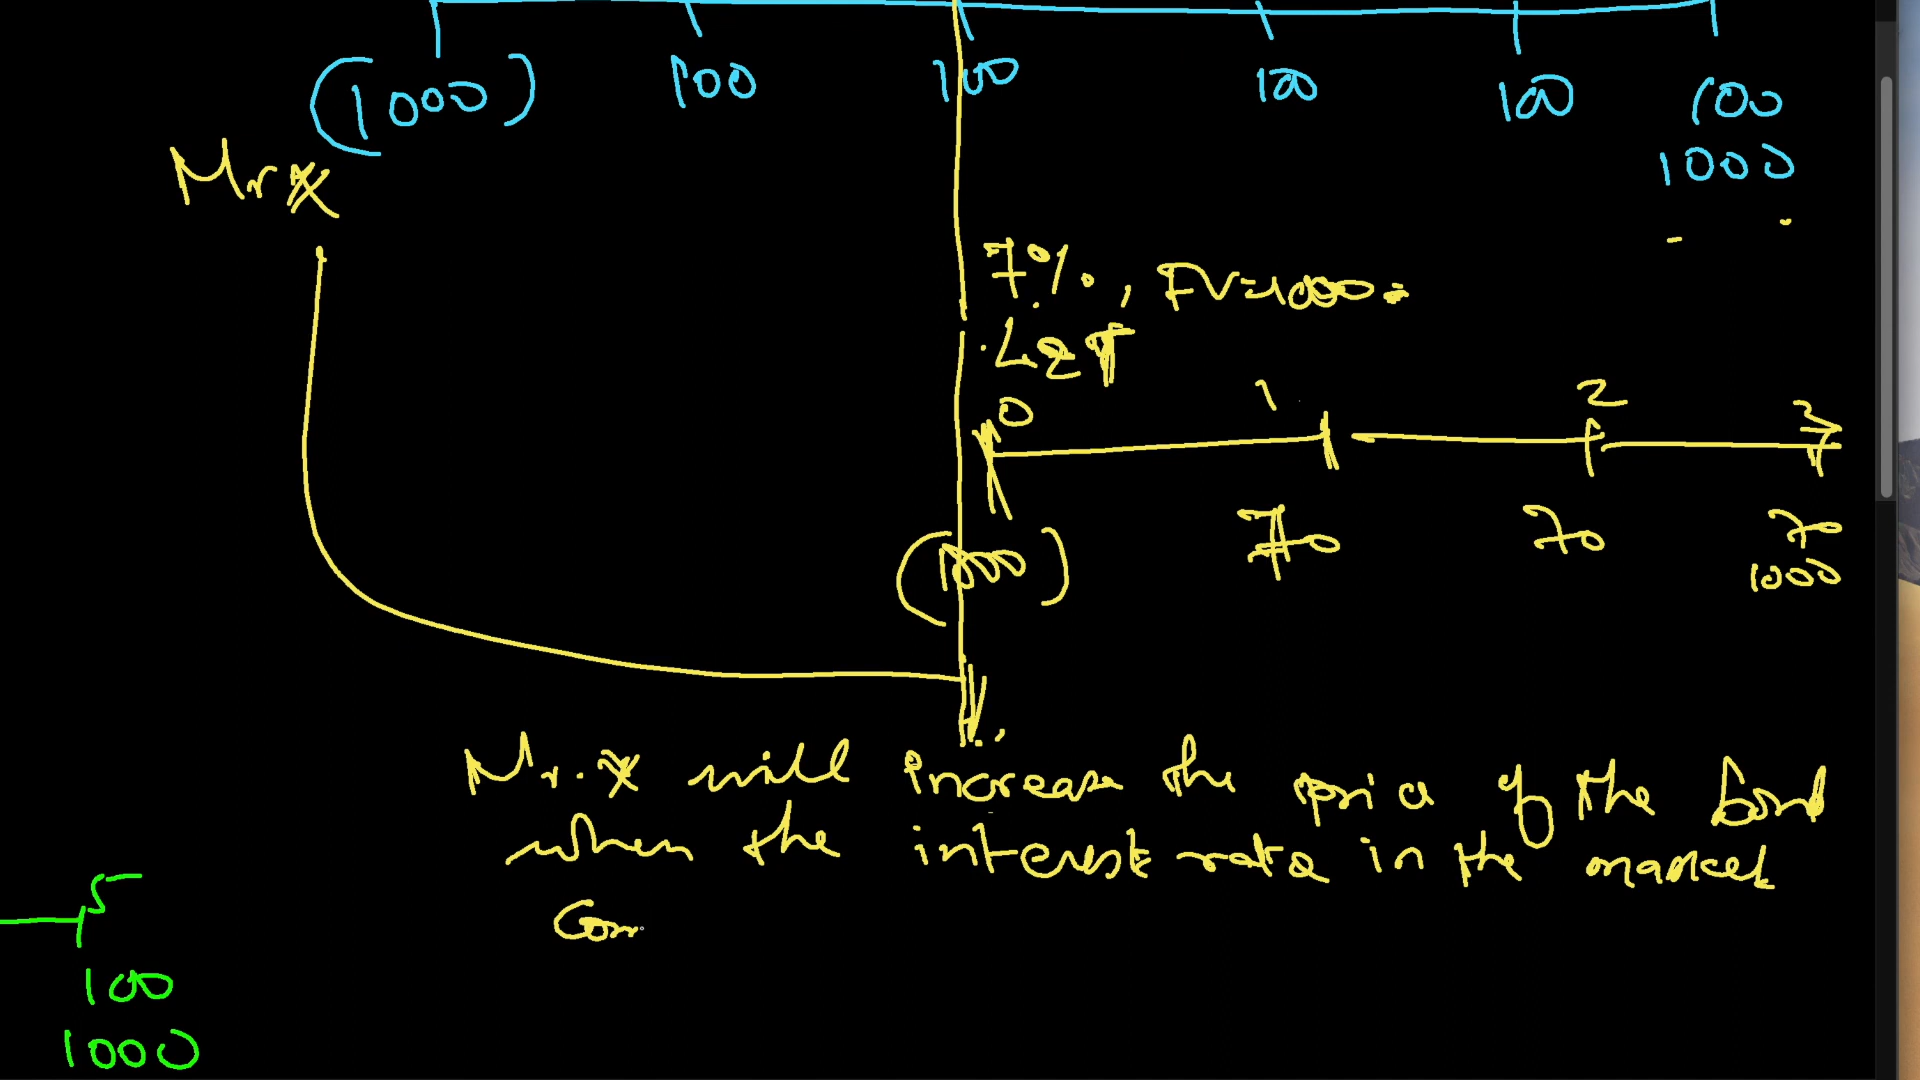 (1000) 100 100 100 100 100
1000
Mr X
7%, FV=1000
0 1 2 3
(1000) 70 70 70
1000
Mr. X will increase the price of the bond
when the interest rate in the market
Com
5
100
1000